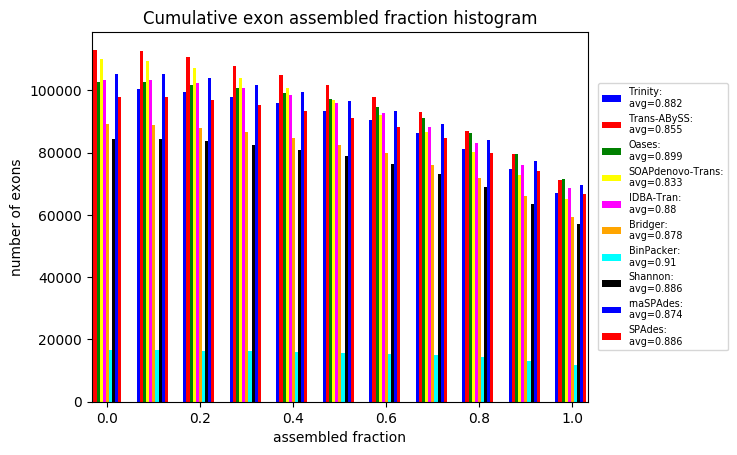 Cumulative exon assembled fraction histogram
number of exons
100000
80000
60000
40000
20000
0
0.0 0.2 0.4 0.6 0.8 1.0
assembled fraction
Trinity:
avg=0.882
Trans-ABySS:
avg=0.855
Oases:
avg=0.899
SOAPdenovo-Trans:
avg=0.833
IDBA-Tran:
avg=0.88
Bridger:
avg=0.878
BinPacker:
avg=0.91
Shannon:
avg=0.886
rnaSPAdes:
avg=0.874
SPAdes:
avg=0.886